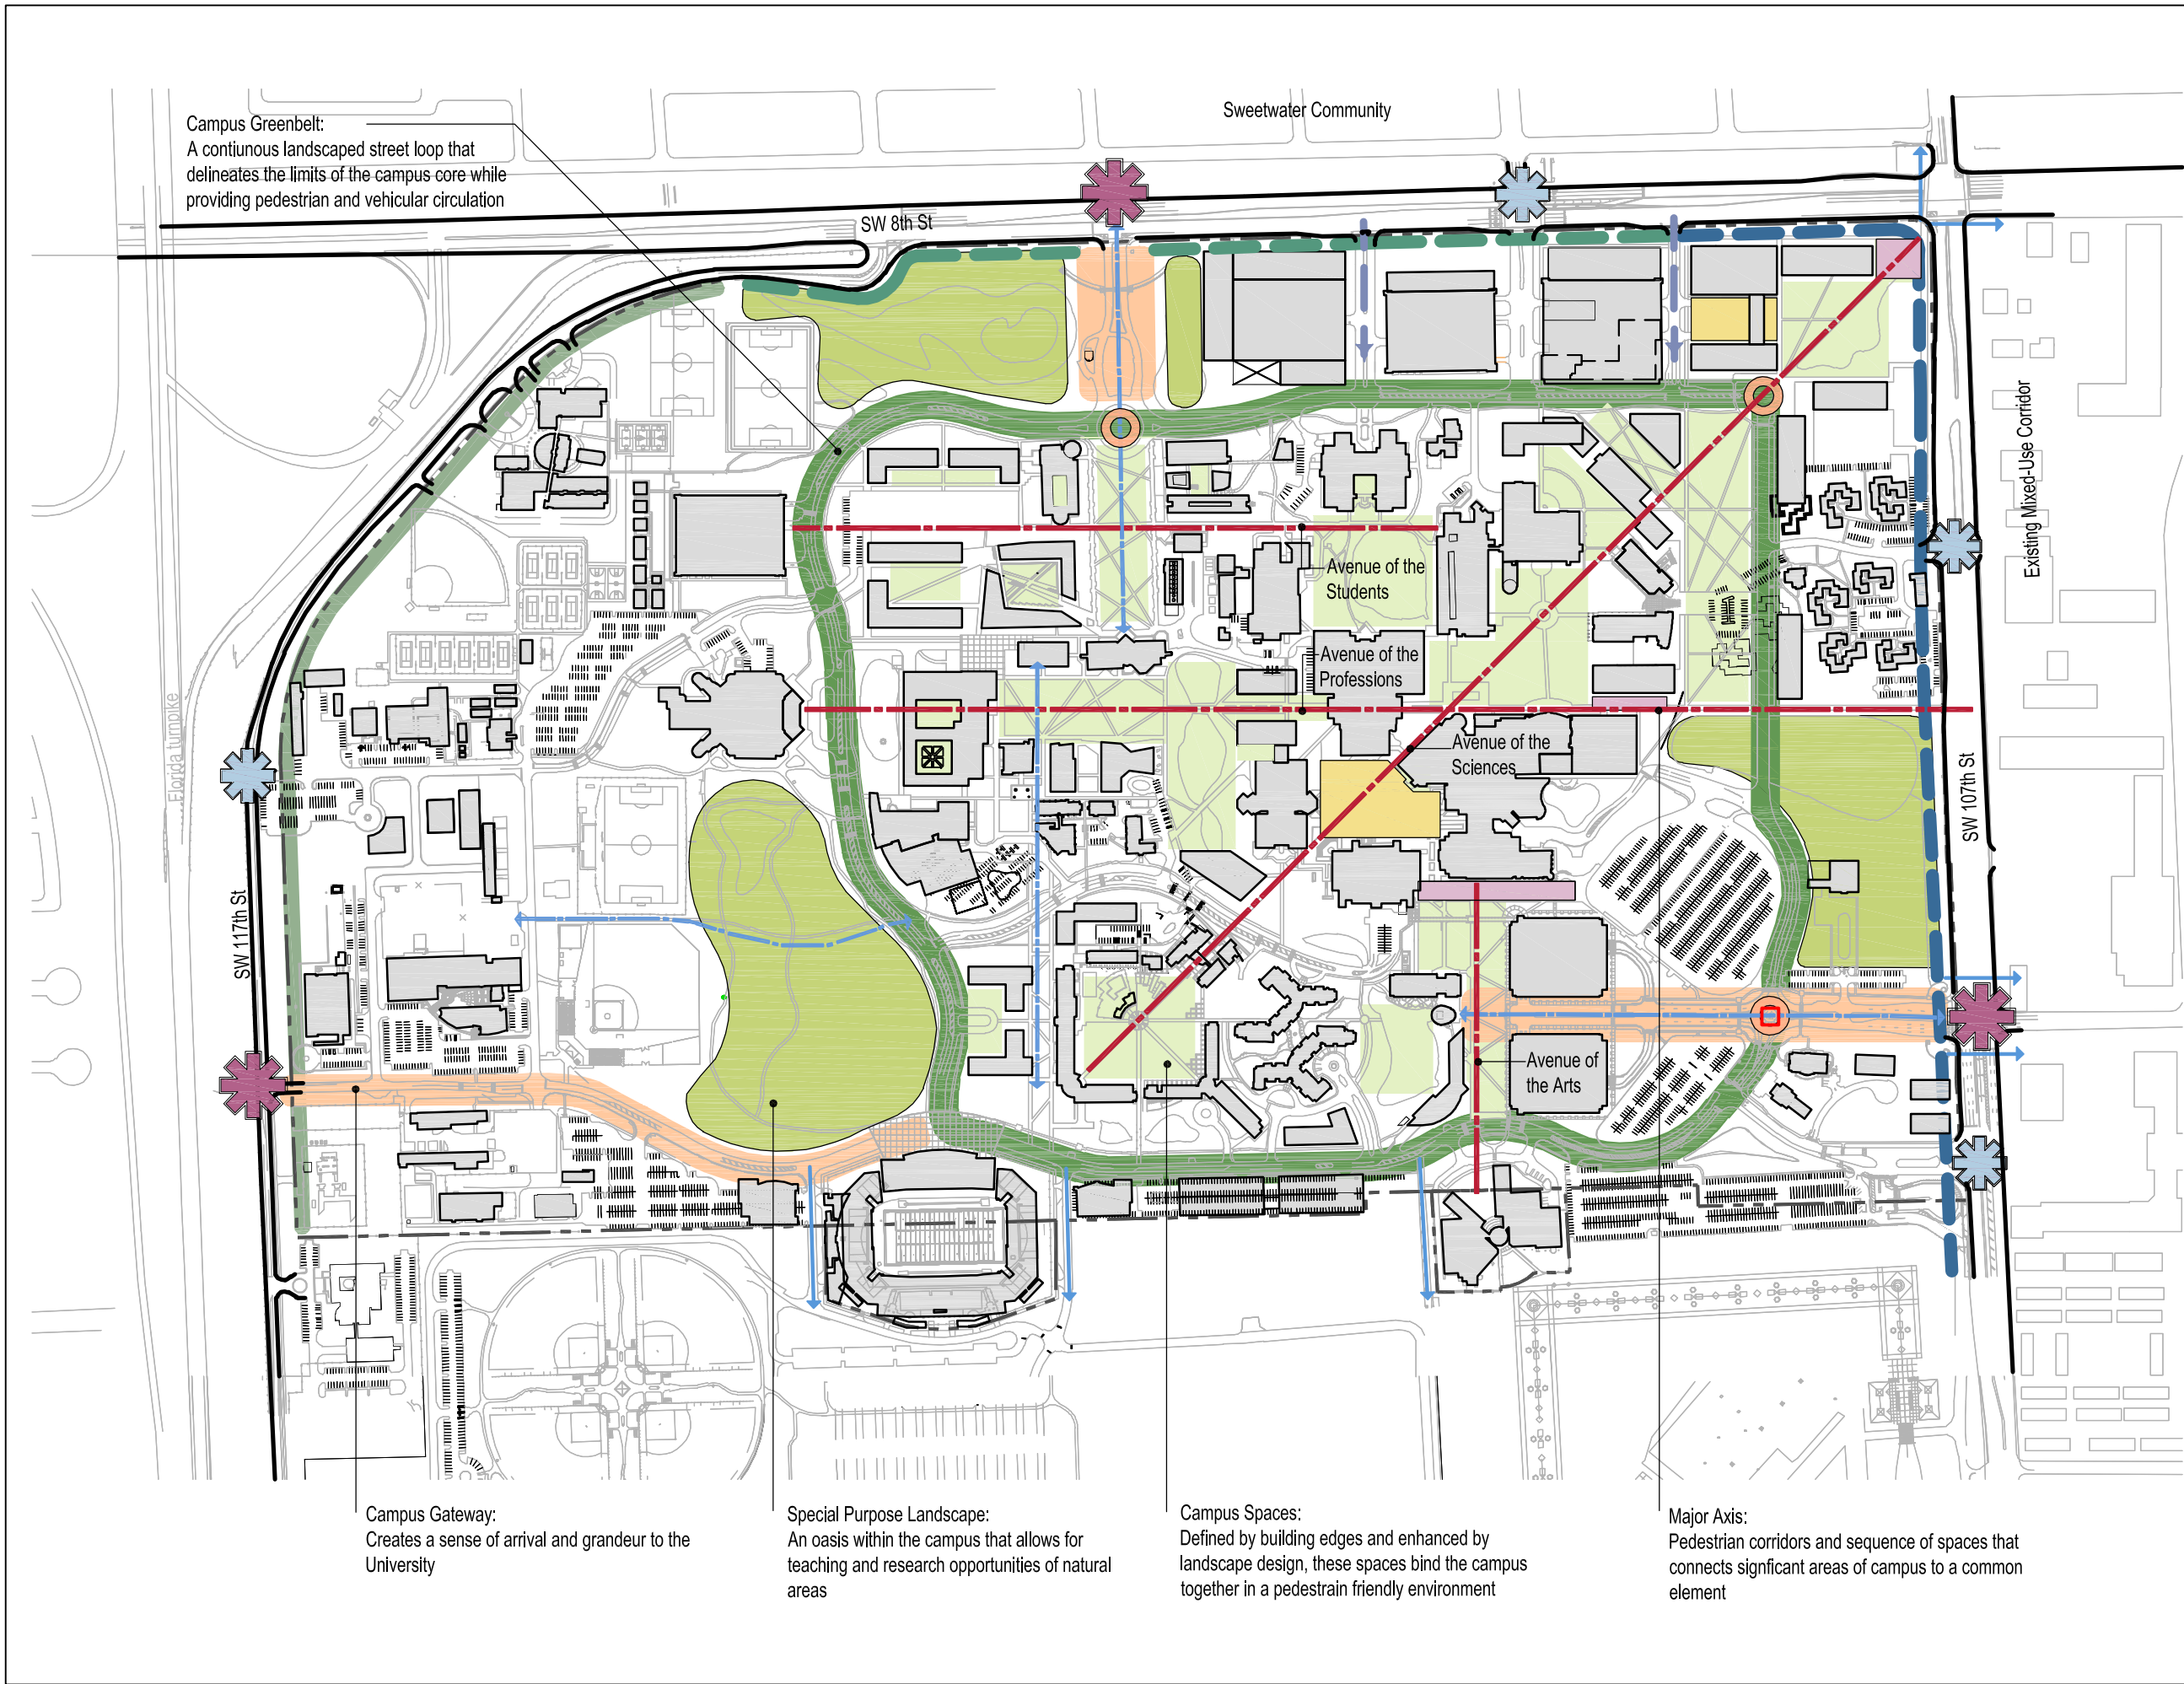 Sweetwater Community
Campus Greenbelt:
A contiunous landscaped street loop that
delineates the limits of the campus core while
providing pedestrian and vehicular circulation
SW 8th St
Existing Mixed-Use Corridor
Avenue of the
Students
Avenue of the
Professions
Florida turnpike
Avenue of the
Sciences
SW 107th St
SW 117th St
Avenue of
the Arts
Campus Gateway:
Creates a sense of arrival and grandeur to the
University
Special Purpose Landscape:
An oasis within the campus that allows for
teaching and research opportunities of natural
areas
Campus Spaces:
Defined by building edges and enhanced by
landscape design, these spaces bind the campus
together in a pedestrain friendly environment
Major Axis:
Pedestrian corridors and sequence of spaces that
connects signficant areas of campus to a common
element